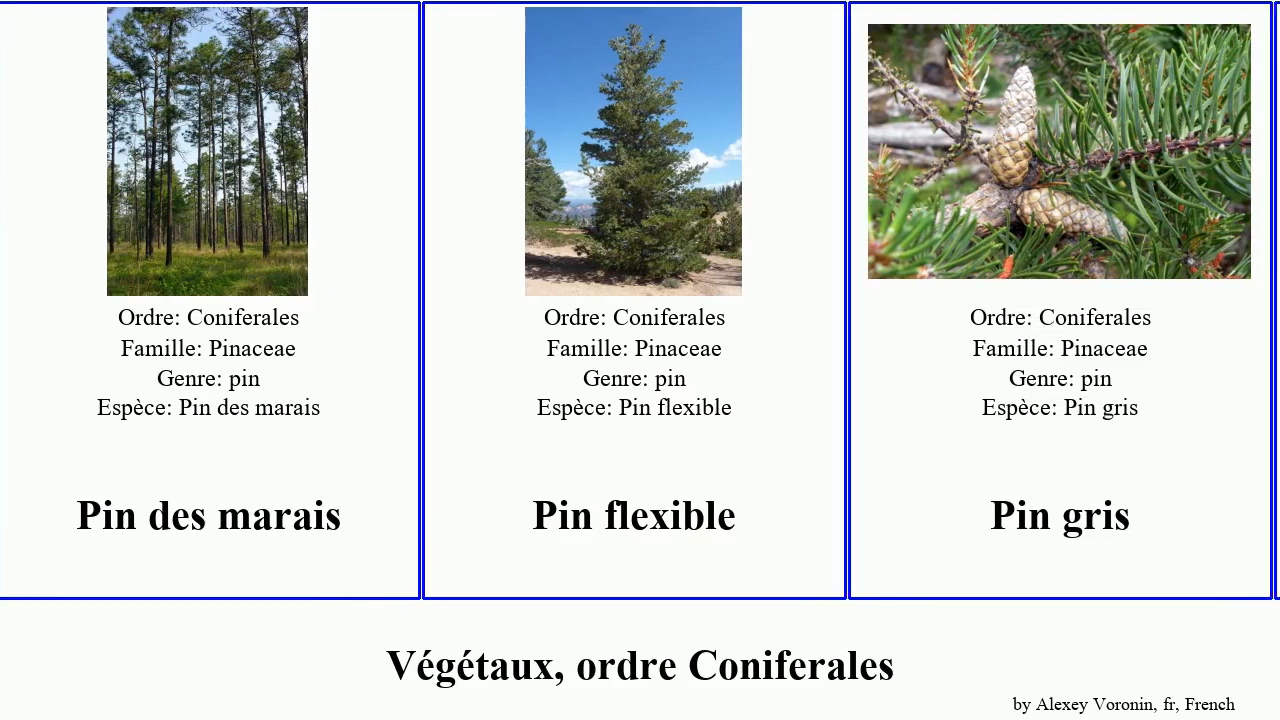 Ordre: Coniferales
Famille: Pinaceae
Genre: pin
Espèce: Pin des marais
Pin des marais
Ordre: Coniferales
Famille: Pinaceae
Genre: pin
Espèce: Pin flexible
Pin flexible
Ordre: Coniferales
Famille: Pinaceae
Genre: pin
Espèce: Pin gris
Pin gris
Végétaux, ordre Coniferales
by Alexey Voronin, fr, French